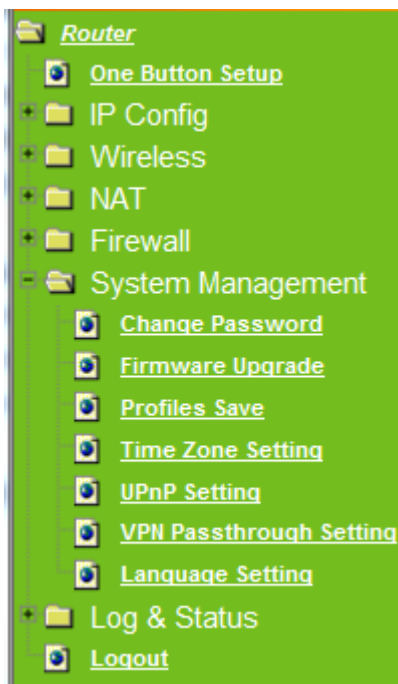 Router
One Button Setup
IP Config
Wireless
NAT
Firewall
System Management
Change Password
Firmware Upgrade
Profiles Save
Time Zone Setting
UPnP Setting
VPN Passthrough Setting
Language Setting
Log & Status
Logout